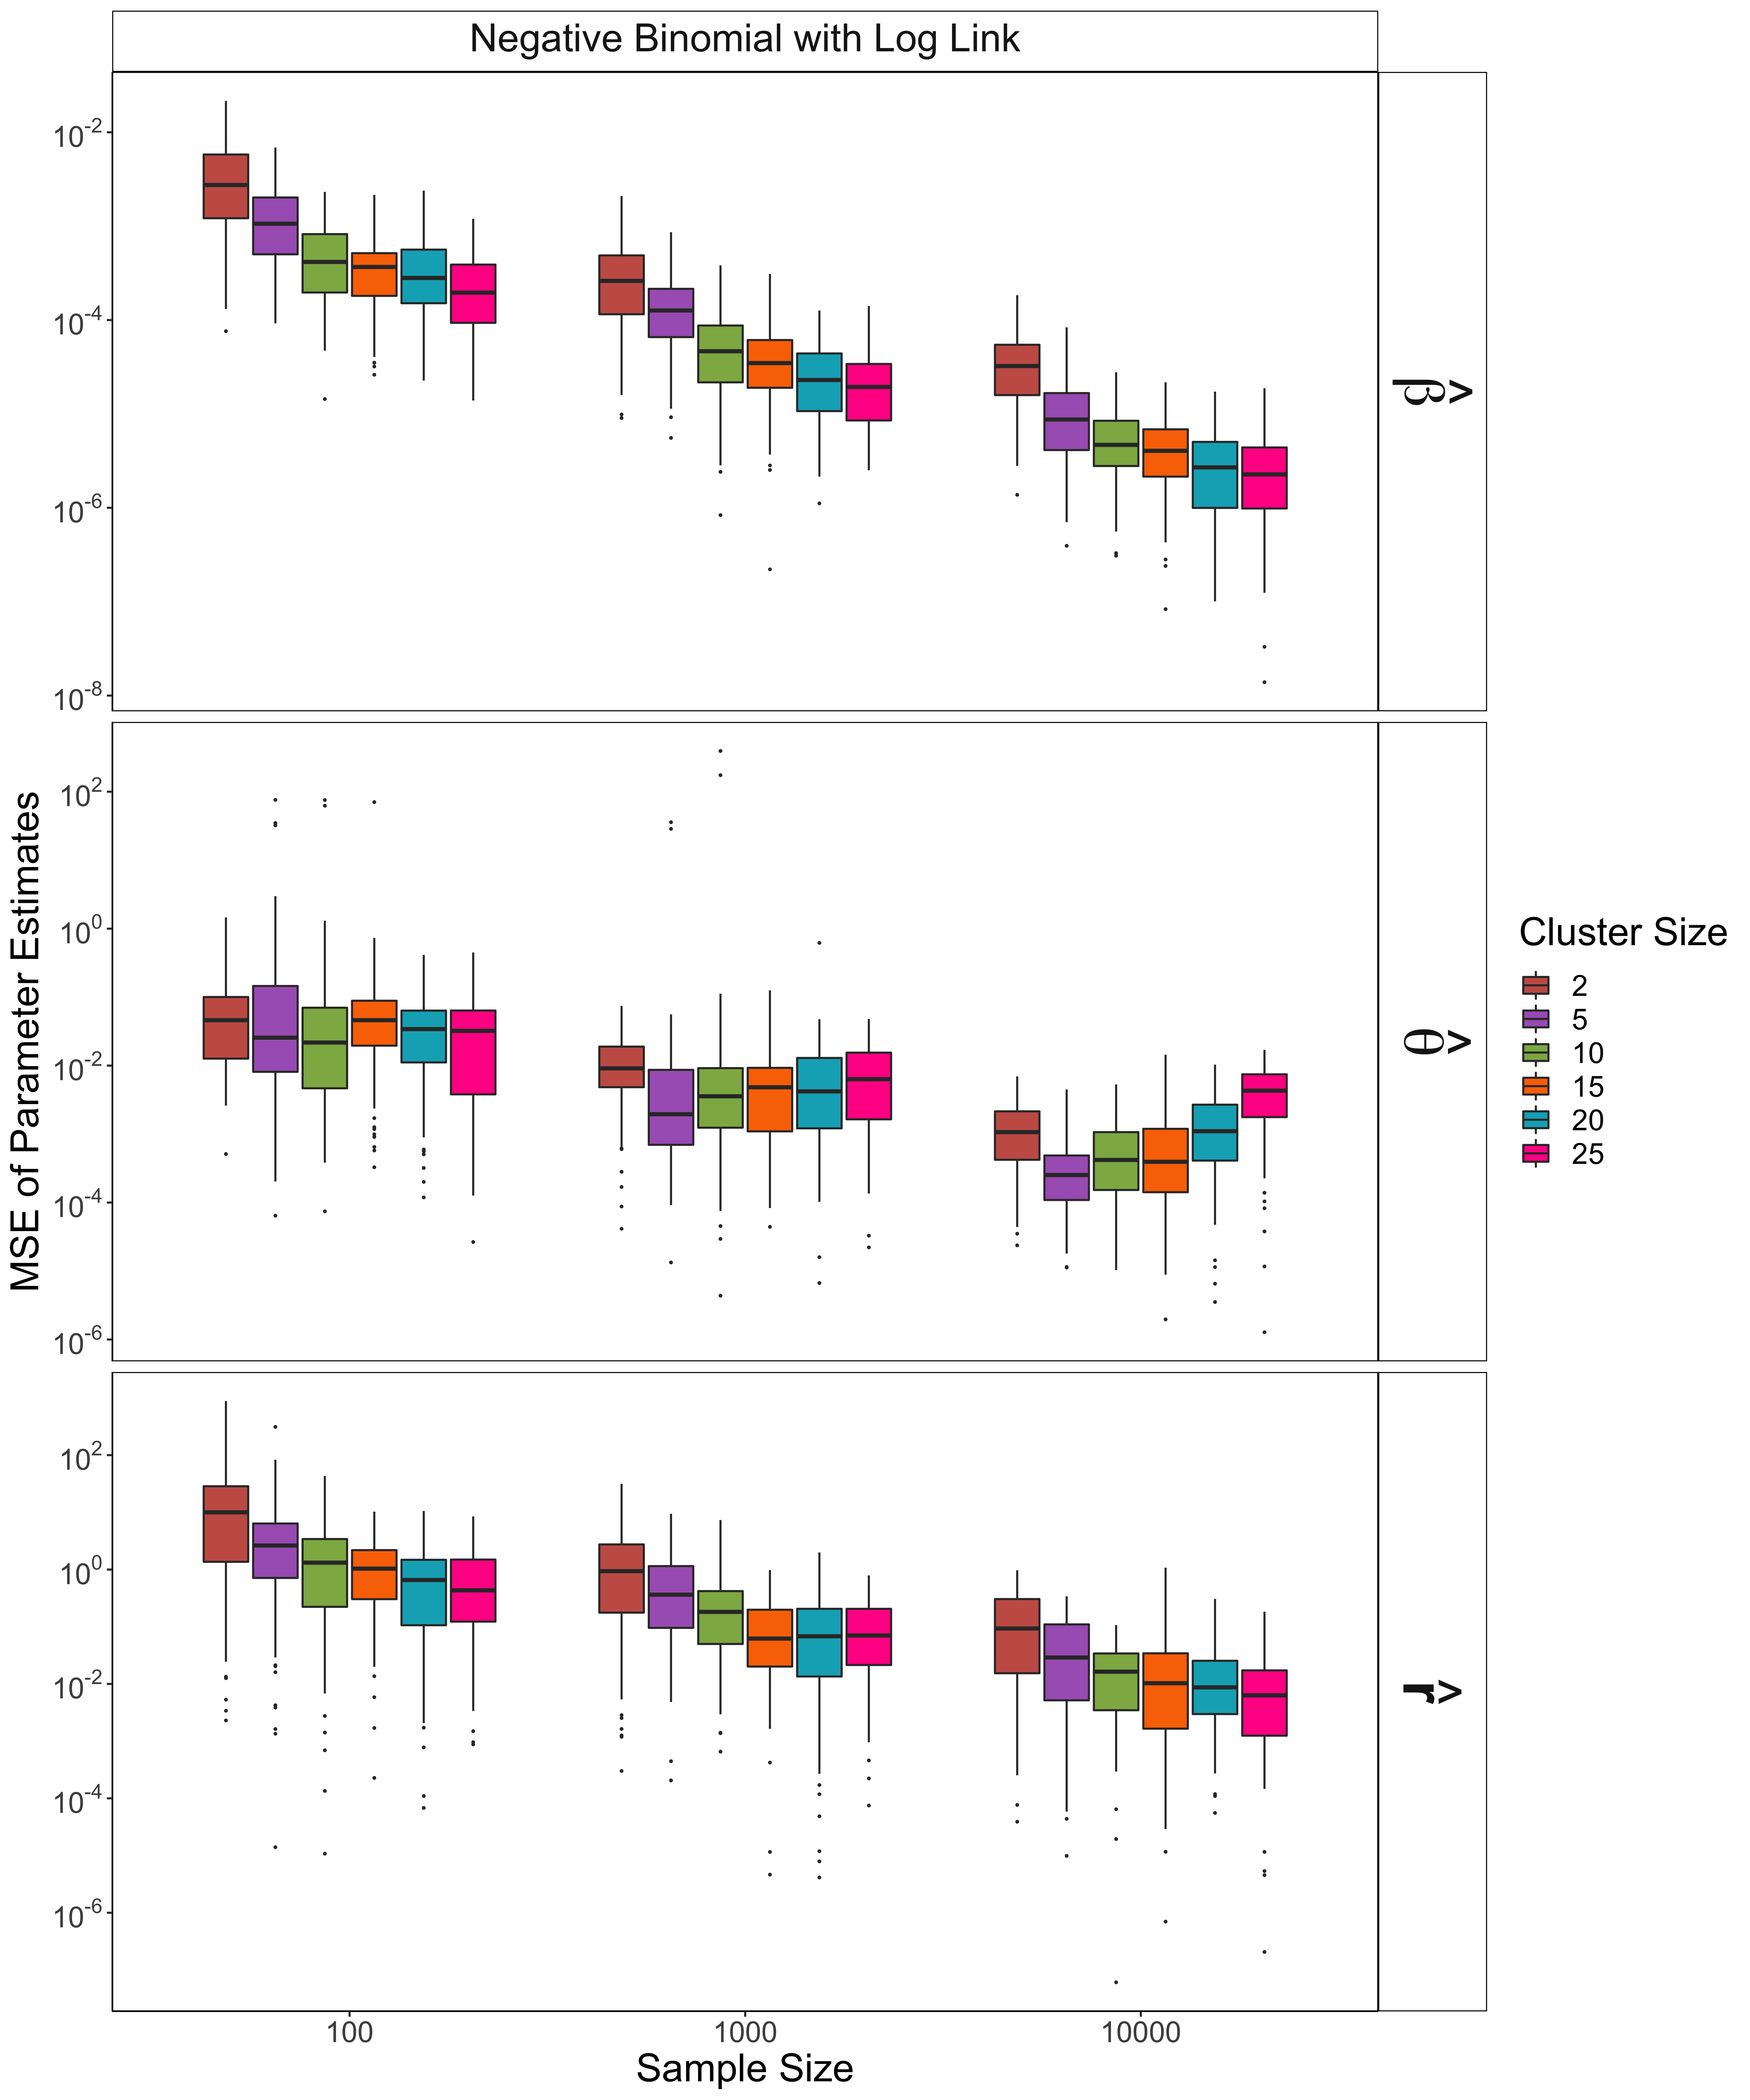 Negative Binomial with Log Link
MSE of Parameter Estimates
10^-2
10^-4
10^-6
10^-8
β̂
10^2
10^0
10^-2
10^-4
10^-6
θ̂
10^2
10^0
10^-2
10^-4
10^-6
r̂
100 1000 10000
Sample Size
Cluster Size
2
5
10
15
20
25